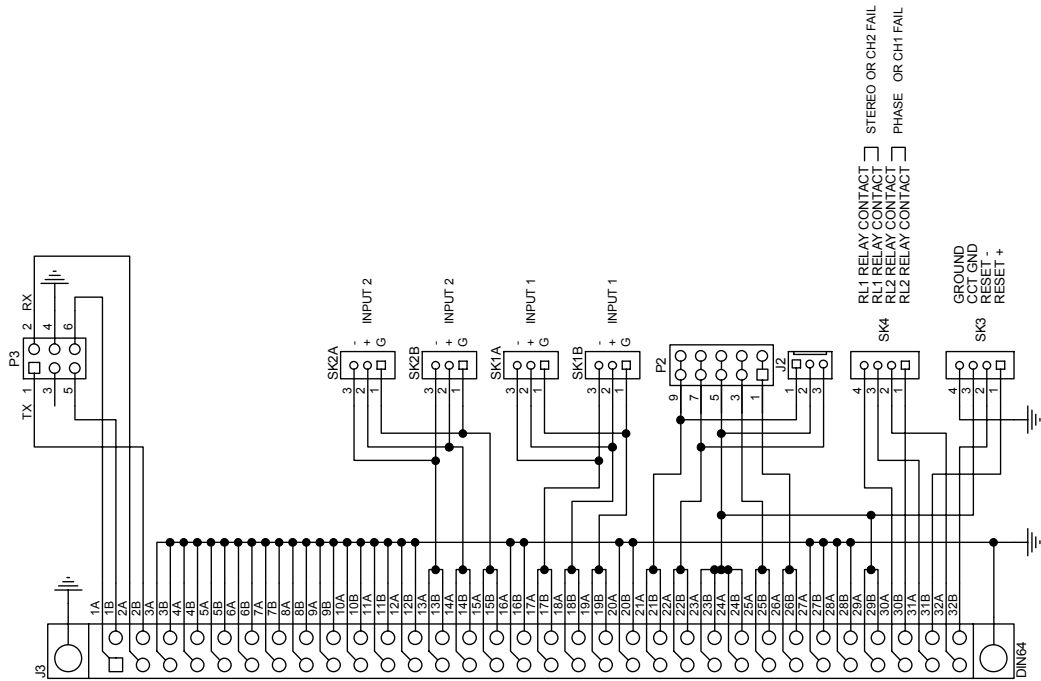 J3
1A
1B
2A
2B
3A
3B
4A
4B
5A
5B
6A
6B
7A
7B
8A
8B
9A
9B
10A
10B
11A
11B
12A
12B
13A
13B
14A
14B
15A
15B
16A
16B
17A
17B
18A
18B
19A
19B
20A
20B
21A
21B
22A
22B
23A
23B
24A
24B
25A
25B
26A
26B
27A
27B
28A
28B
29A
29B
30A
30B
31A
31B
32A
32B
DIN64
P3
TX 1 2 RX
3 4
5 6
SK2A
3 -
2 + INPUT 2
1 G
SK2B
3 -
2 + INPUT 2
1 G
SK1A
3 -
2 + INPUT 1
1 G
SK1B
3 -
2 + INPUT 1
1 G
P2
9
7
5
3
1
J2
1
2
3
SK4
4 RL1 RELAY CONTACT
3 RL1 RELAY CONTACT
STEREO OR CH2 FAIL
2 RL2 RELAY CONTACT
1 RL2 RELAY CONTACT
PHASE OR CH1 FAIL
SK3
4 GROUND
3 CCT GND
2 RESET -
1 RESET +